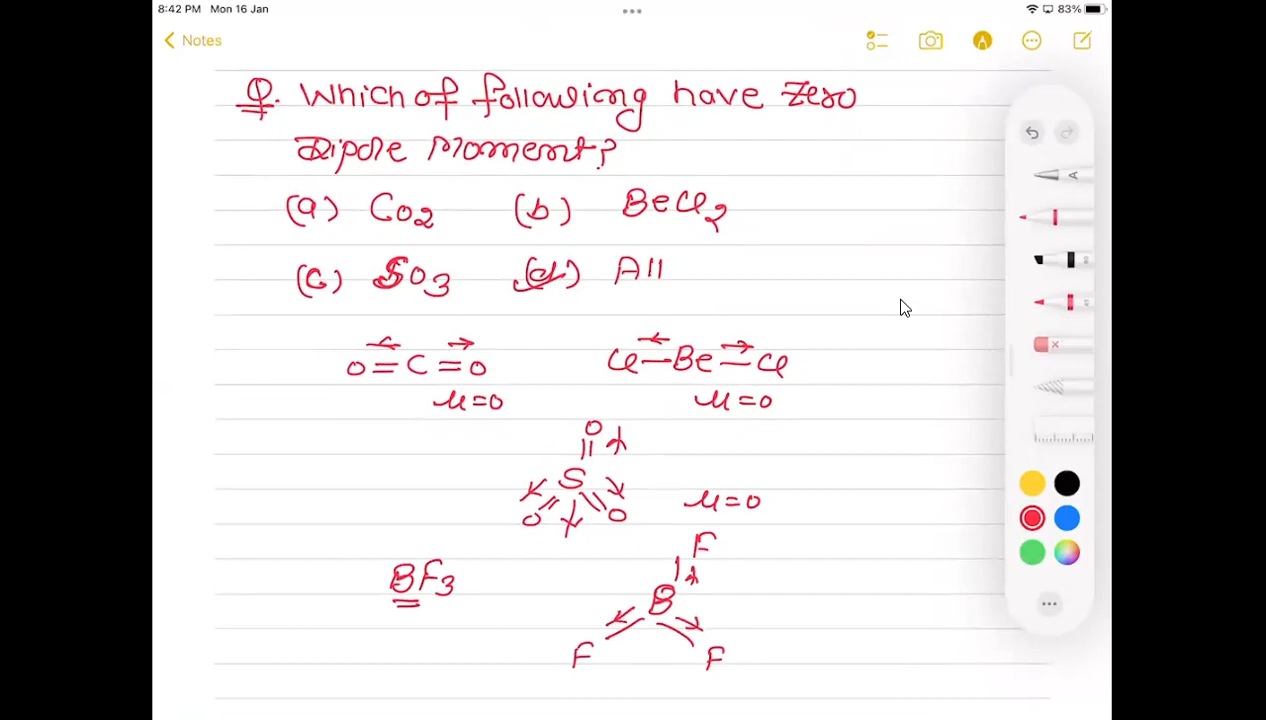 8:42 PM Mon 16 Jan
83%
Notes
Q. Which of following have zero
Dipole Moment?
(a) CO2 (b) BeCl2
(c) SO3 (d) All
O=C=O Cl-Be-Cl
μ=0 μ=0
O
S
O O μ=0
F
BF3 B
F F